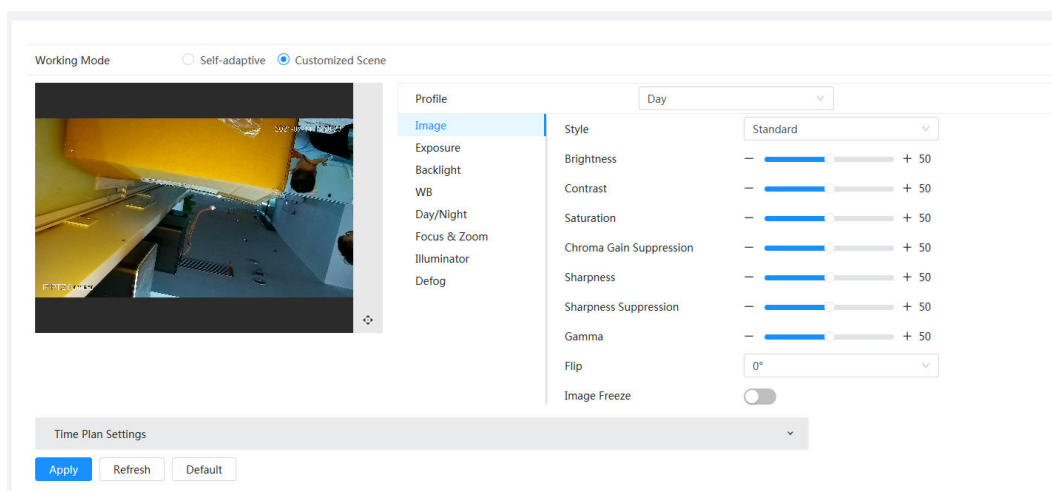 Working Mode Self-adaptive Customized Scene
Profile Day
Image
Exposure
Backlight
WB
Day/Night
Focus & Zoom
Illuminator
Defog
Style Standard
Brightness − + 50
Contrast − + 50
Saturation − + 50
Chroma Gain Suppression − + 50
Sharpness − + 50
Sharpness Suppression − + 50
Gamma − + 50
Flip 0°
Image Freeze
Time Plan Settings
Apply Refresh Default